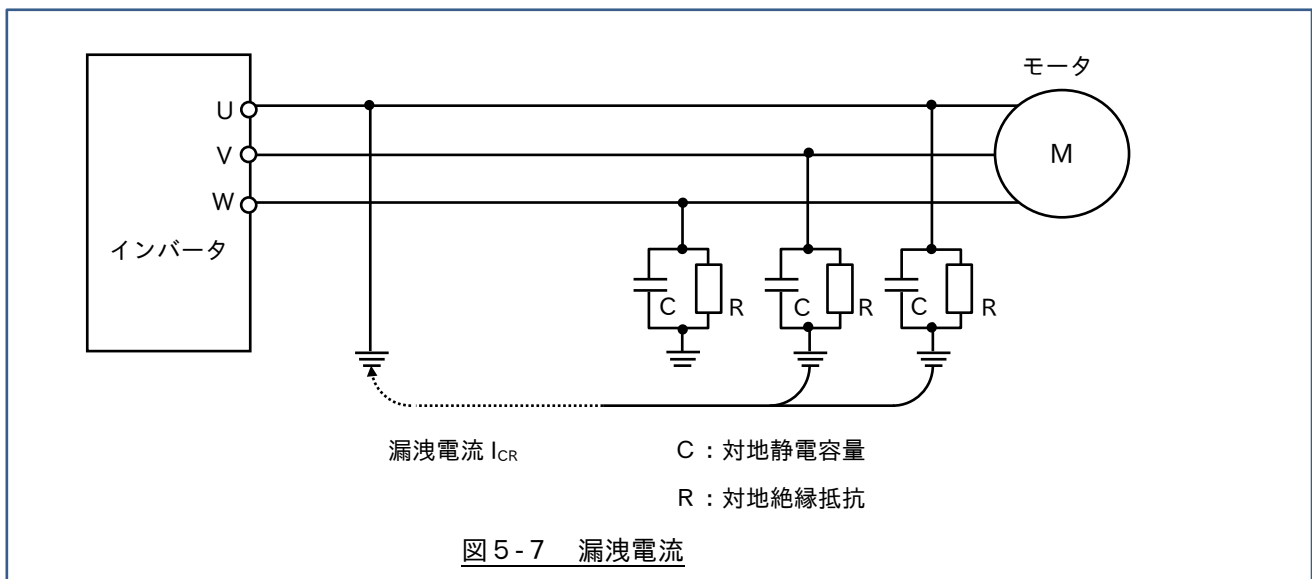 モータ
U
V
W
M
インバータ
C R C R C R
漏洩電流 ICR
C:対地静電容量
R:対地絶縁抵抗
図5-7 漏洩電流